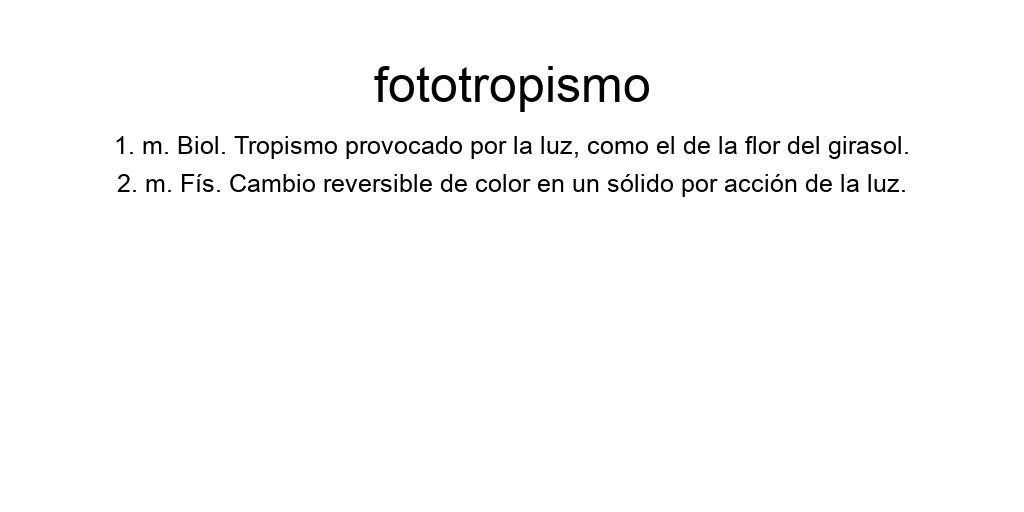 fototropismo
1. m. Biol. Tropismo provocado por la luz, como el de la flor del girasol.
2. m. Fís. Cambio reversible de color en un sólido por acción de la luz.